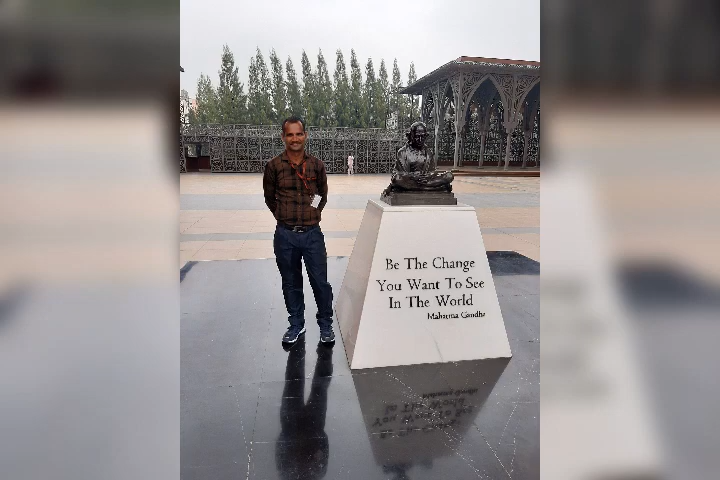 Be The Change
You Want To See
In The World
Mahatma Gandhi